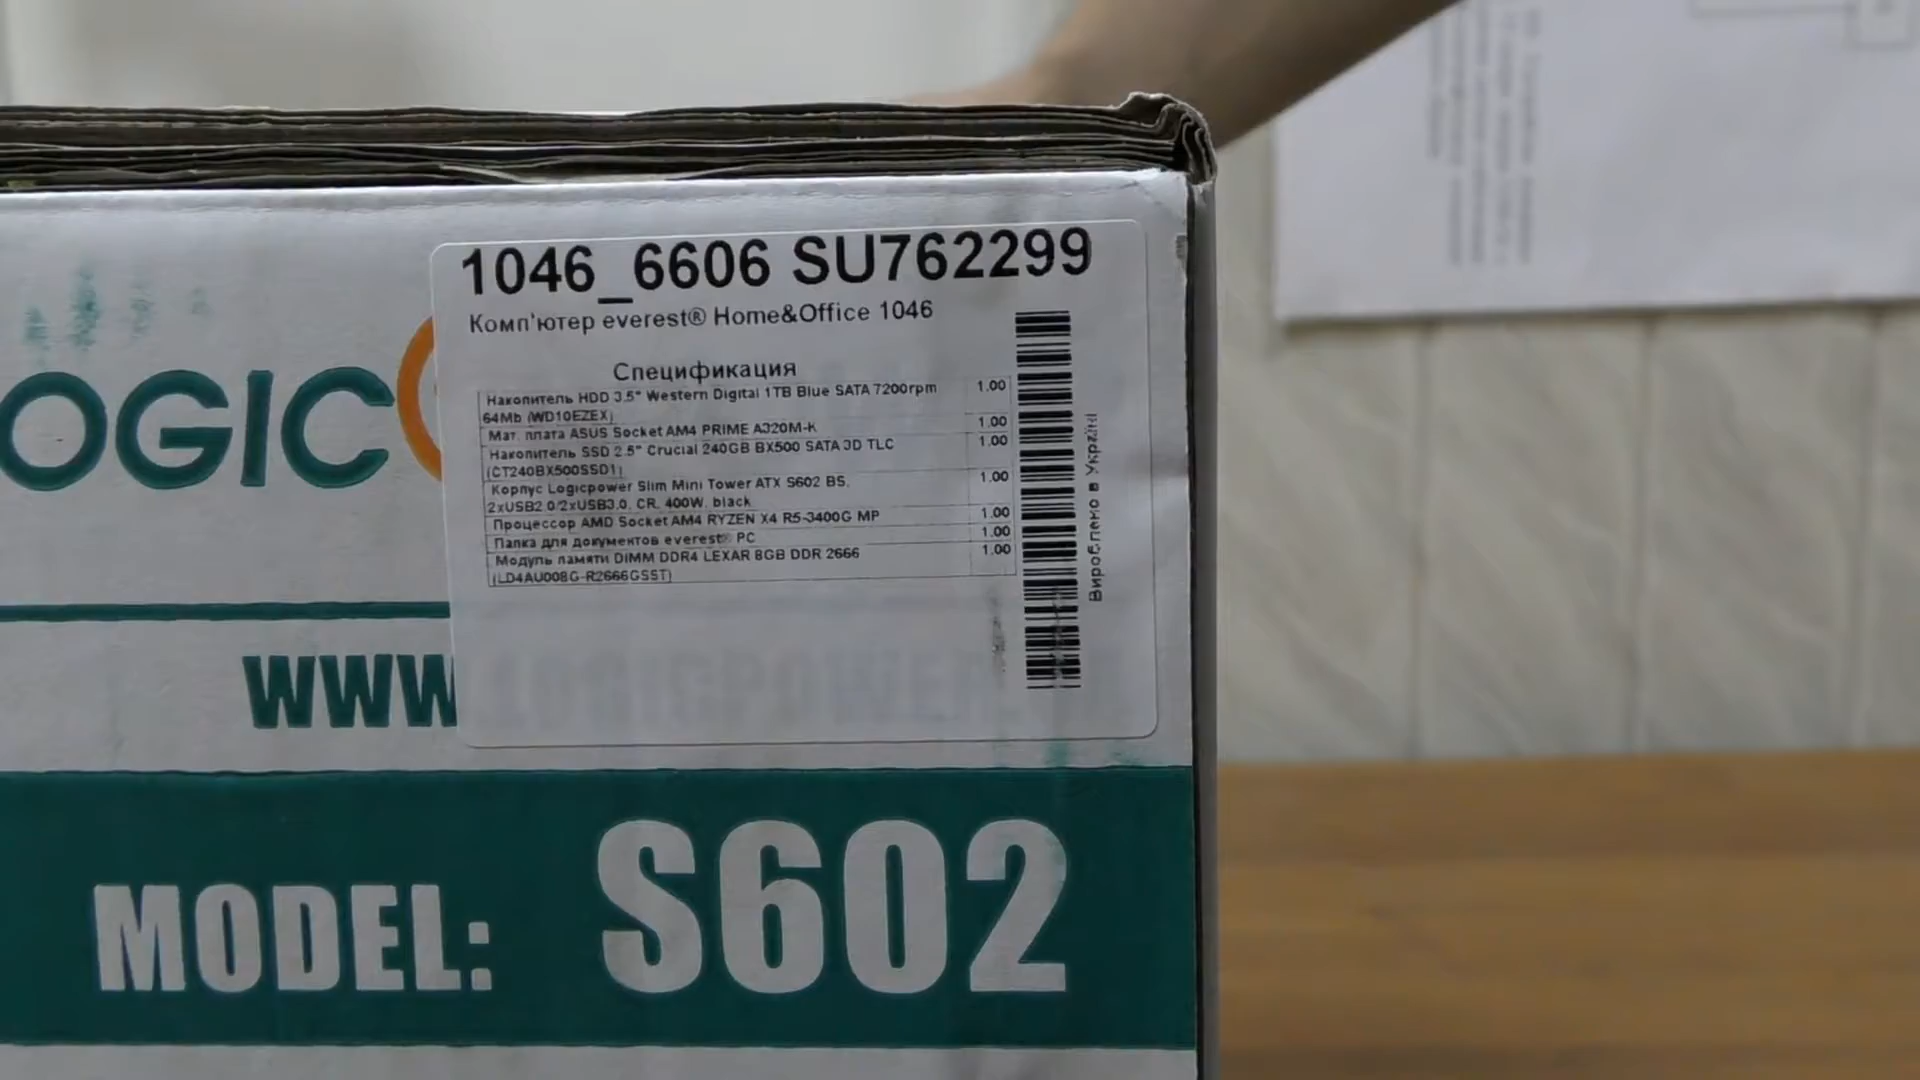 1046_6606 SU762299
Комп'ютер everest® Home&Office 1046
Спецификация
Накопитель HDD 3.5" Western Digital 1TB Blue SATA 7200rpm 1.00
64Mb (WD10EZEX)
Мат. плата ASUS Socket AM4 PRIME A320M-K 1.00
Накопитель SSD 2.5" Crucial 240GB BX500 SATA 3D TLC 1.00
(CT240BX500SSD1)
Корпус Logicpower Slim Mini Tower ATX S602 BS, 1.00
2xUSB2.0/2xUSB3.0, CR, 400W, black
Процессор AMD Socket AM4 RYZEN X4 R5-3400G MP 1.00
Папка для документов everest® PC 1.00
Модуль памяти DIMM DDR4 LEXAR 8GB DDR 2666 1.00
(LD4AU008G-R2666GSST)
Вироблено в Україні
OGIC
WWW
MODEL: S602